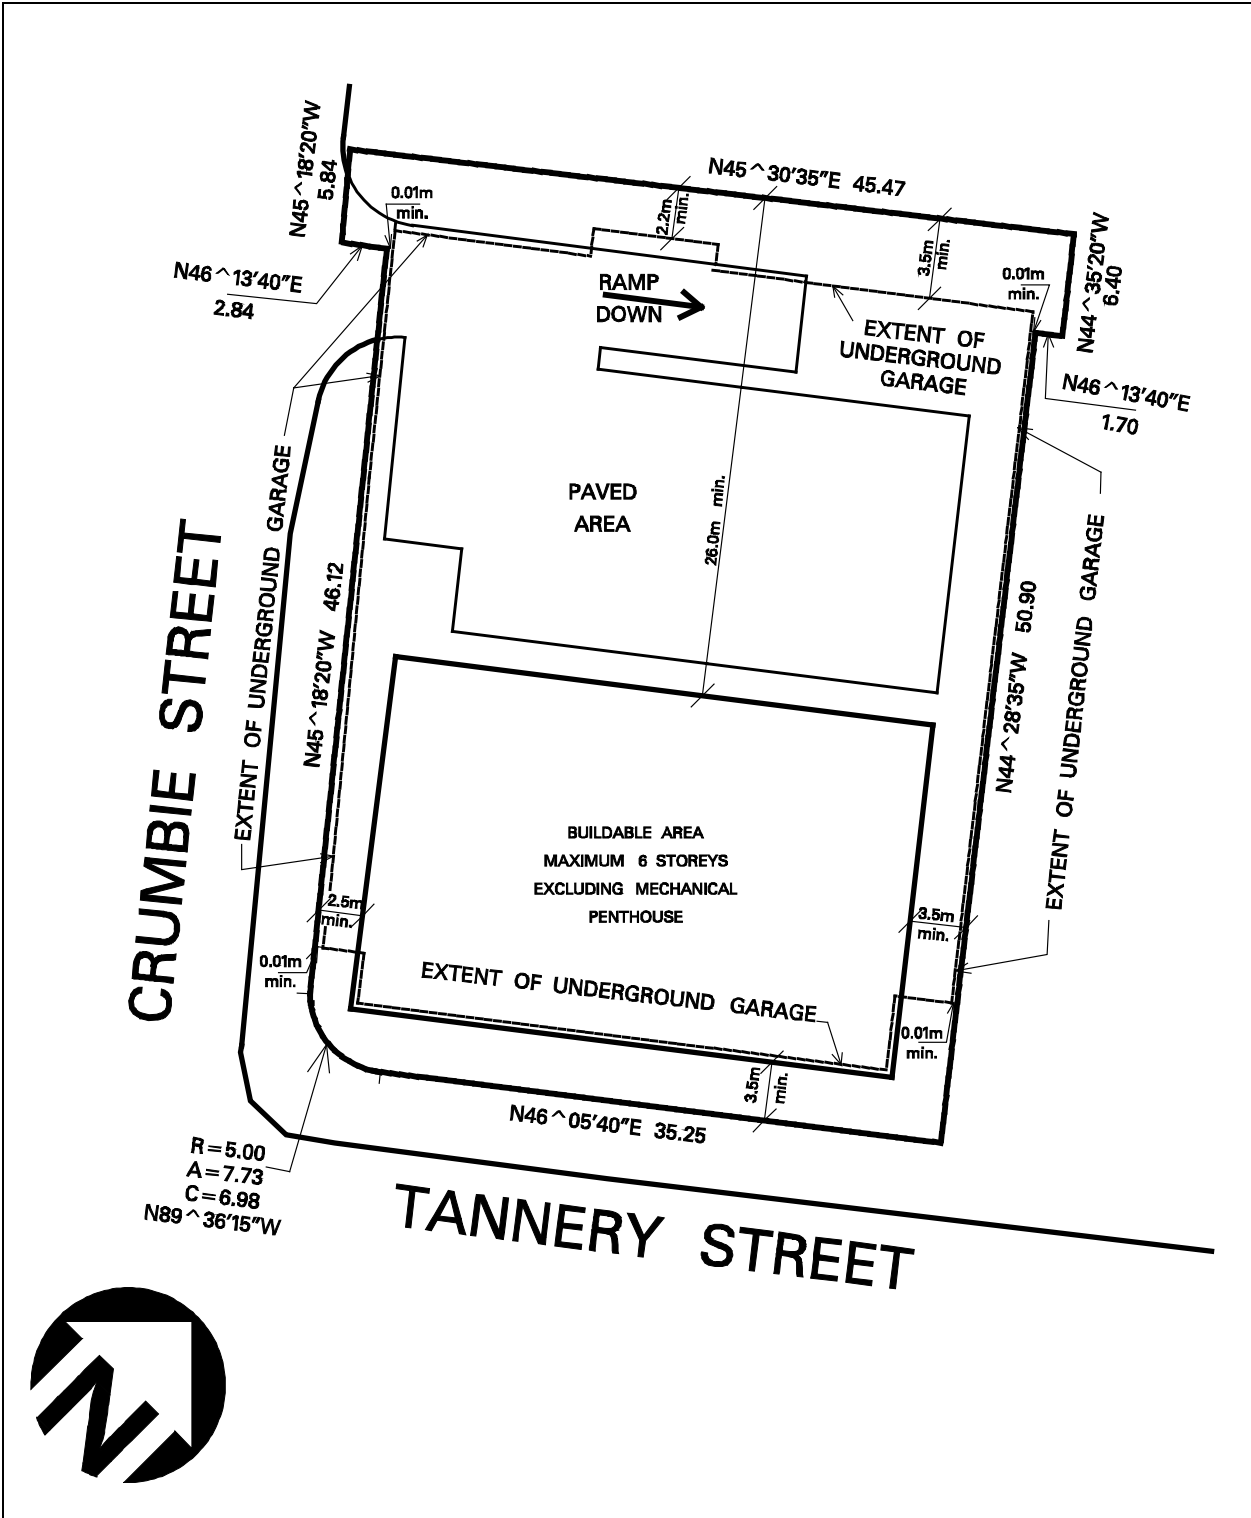 N45^18'20"W
5.84
N45^30'35"E 45.47
0.01m
min.
2.2m
min.
3.5m
min.
0.01m
min.
N44^35'20"W
6.40
N46^13'40"E
2.84
RAMP
DOWN
EXTENT OF
UNDERGROUND
GARAGE
N46^13'40"E
1.70
EXTENT OF UNDERGROUND GARAGE
PAVED
AREA
26.0m min.
CRUMBIE STREET
N45^18'20"W 46.12
N44^28'35"W 50.90
EXTENT OF UNDERGROUND GARAGE
BUILDABLE AREA
MAXIMUM 6 STOREYS
EXCLUDING MECHANICAL
PENTHOUSE
2.5m
min.
3.5m
min.
0.01m
min.
EXTENT OF UNDERGROUND GARAGE
0.01m
min.
3.5m
min.
N46^05'40"E 35.25
R=5.00
A=7.73
C=6.98
N89^36'15"W
TANNERY STREET
N